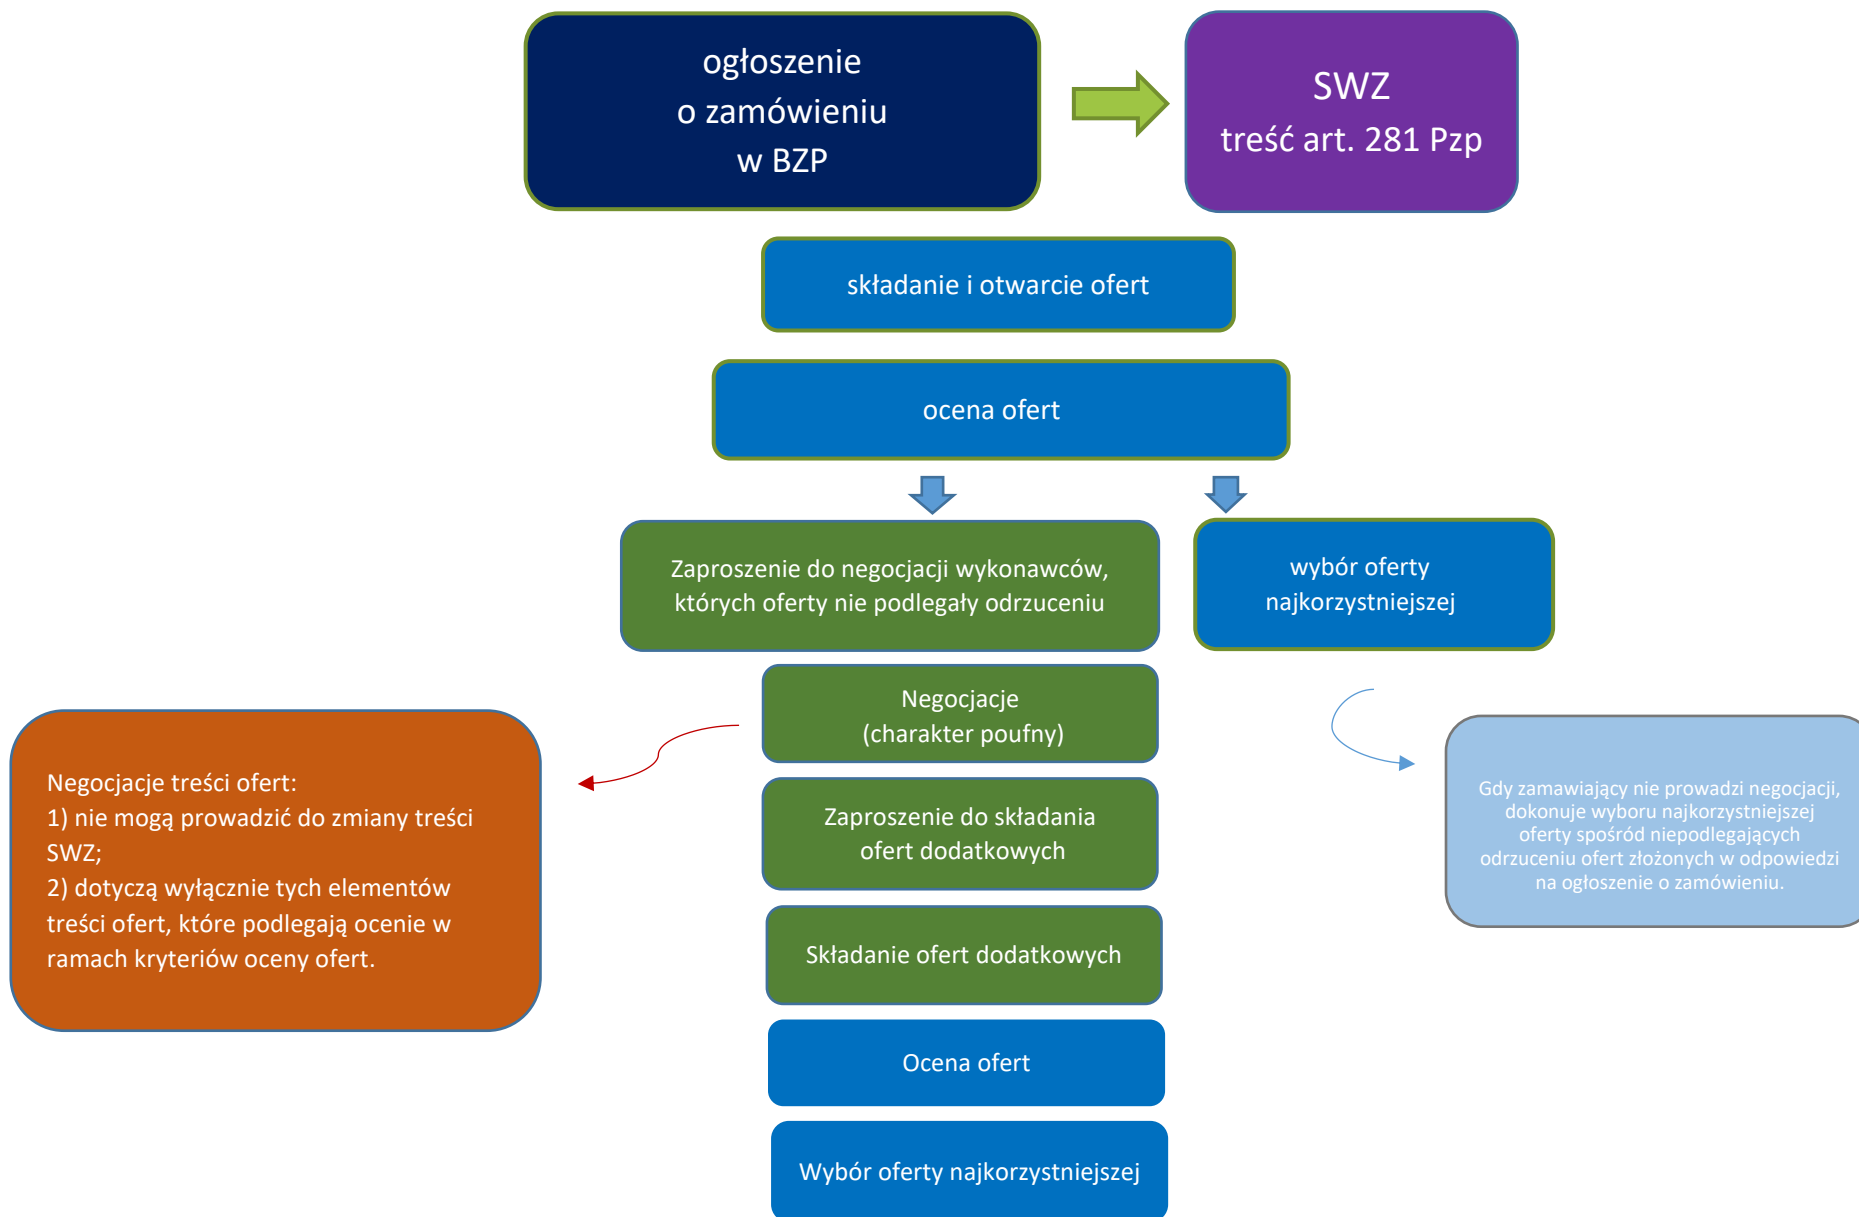 ogłoszenie
o zamówieniu
w BZP
SWZ
treść art. 281 Pzp
składanie i otwarcie ofert
ocena ofert
Zaproszenie do negocjacji wykonawców,
których oferty nie podlegały odrzuceniu
wybór oferty
najkorzystniejszej
Negocjacje
(charakter poufny)
Negocjacje treści ofert:
1) nie mogą prowadzić do zmiany treści
SWZ;
2) dotyczą wyłącznie tych elementów
treści ofert, które podlegają ocenie w
ramach kryteriów oceny ofert.
Gdy zamawiający nie prowadzi negocjacji,
dokonuje wyboru najkorzystniejszej
oferty spośród niepodlegających
odrzuceniu ofert złożonych w odpowiedzi
na ogłoszenie o zamówieniu.
Zaproszenie do składania
ofert dodatkowych
Składanie ofert dodatkowych
Ocena ofert
Wybór oferty najkorzystniejszej